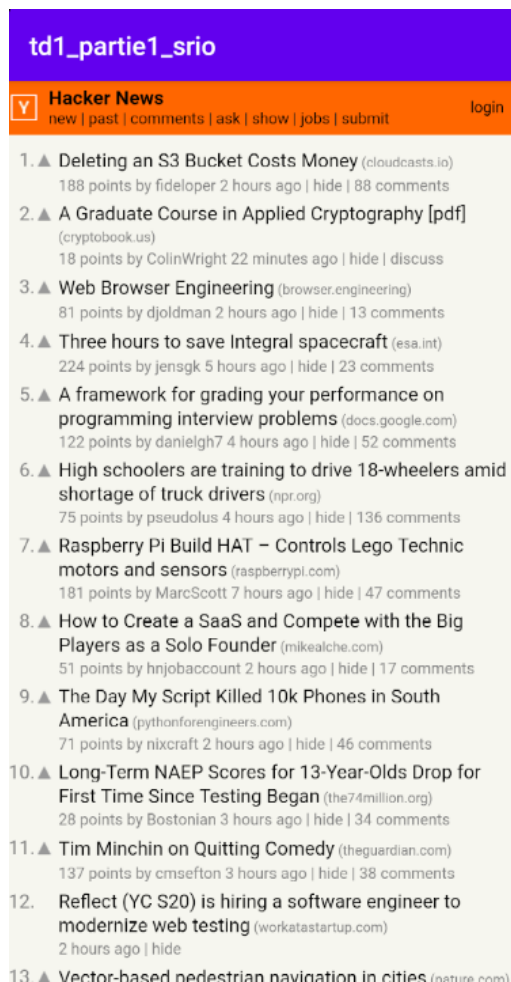 td1_partie1_srio
Y
Hacker News
new | past | comments | ask | show | jobs | submit
login
1. ▲ Deleting an S3 Bucket Costs Money (cloudcasts.io)
188 points by fideloper 2 hours ago | hide | 88 comments
2. ▲ A Graduate Course in Applied Cryptography [pdf]
(cryptobook.us)
18 points by ColinWright 22 minutes ago | hide | discuss
3. ▲ Web Browser Engineering (browser.engineering)
81 points by djoldman 2 hours ago | hide | 13 comments
4. ▲ Three hours to save Integral spacecraft (esa.int)
224 points by jensgk 5 hours ago | hide | 23 comments
5. ▲ A framework for grading your performance on
programming interview problems (docs.google.com)
122 points by danielgh7 4 hours ago | hide | 52 comments
6. ▲ High schoolers are training to drive 18-wheelers amid
shortage of truck drivers (npr.org)
75 points by pseudolus 4 hours ago | hide | 136 comments
7. ▲ Raspberry Pi Build HAT – Controls Lego Technic
motors and sensors (raspberrypi.com)
181 points by MarcScott 7 hours ago | hide | 47 comments
8. ▲ How to Create a SaaS and Compete with the Big
Players as a Solo Founder (mikealche.com)
51 points by hnjobaccount 2 hours ago | hide | 17 comments
9. ▲ The Day My Script Killed 10k Phones in South
America (pythonforengineers.com)
71 points by nixcraft 2 hours ago | hide | 46 comments
10. ▲ Long-Term NAEP Scores for 13-Year-Olds Drop for
First Time Since Testing Began (the74million.org)
28 points by Bostonian 3 hours ago | hide | 34 comments
11. ▲ Tim Minchin on Quitting Comedy (theguardian.com)
137 points by cmsefton 3 hours ago | hide | 38 comments
12. Reflect (YC S20) is hiring a software engineer to
modernize web testing (workatastartup.com)
2 hours ago | hide
13. ▲ Vector-based pedestrian navigation in cities (nature.com)